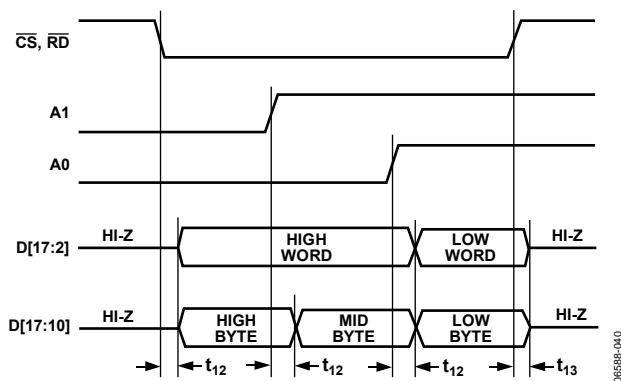 CS, RD
A1
A0
D[17:2] HI-Z HIGH WORD LOW WORD HI-Z
D[17:10] HI-Z HIGH BYTE MID BYTE LOW BYTE HI-Z
t12 t12 t12 t13
06588-040